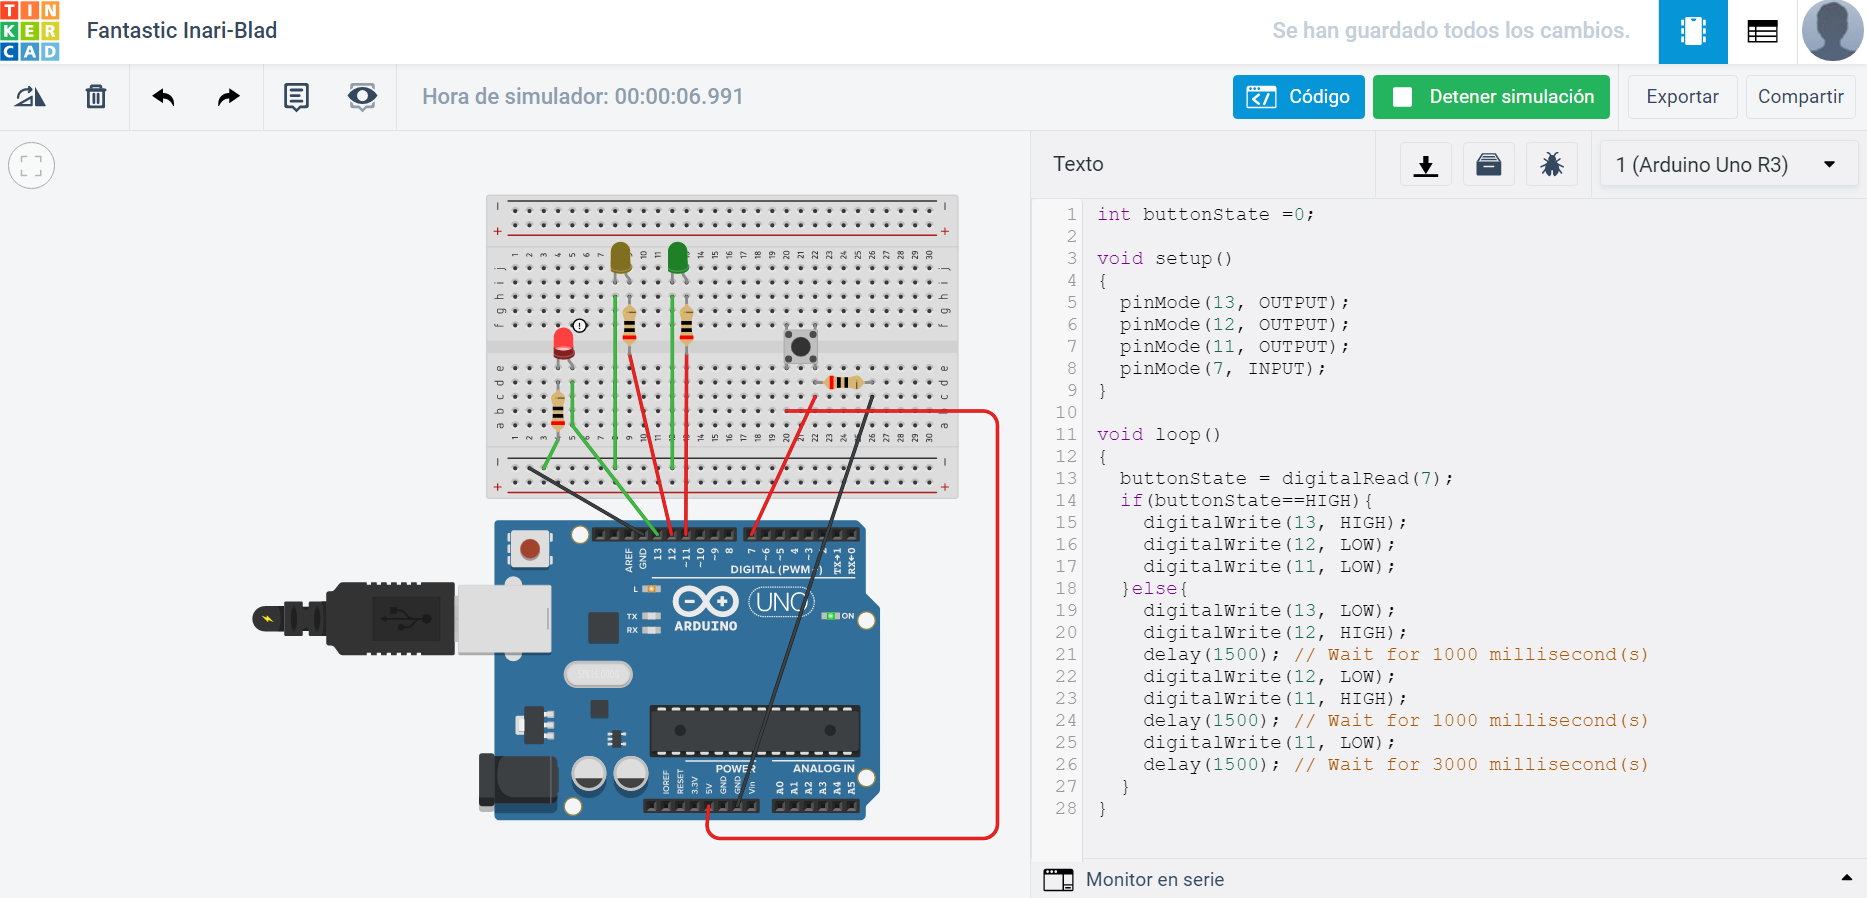 TINKERCAD
Fantastic Inari-Blad
Se han guardado todos los cambios.
Hora de simulador: 00:00:06.991
Código
Detener simulación
Exportar
Compartir
Texto
1 (Arduino Uno R3)
1 int buttonState =0;
2
3 void setup()
4 {
5 pinMode(13, OUTPUT);
6 pinMode(12, OUTPUT);
7 pinMode(11, OUTPUT);
8 pinMode(7, INPUT);
9 }
10
11 void loop()
12 {
13 buttonState = digitalRead(7);
14 if(buttonState==HIGH){
15 digitalWrite(13, HIGH);
16 digitalWrite(12, LOW);
17 digitalWrite(11, LOW);
18 }else{
19 digitalWrite(13, LOW);
20 digitalWrite(12, HIGH);
21 delay(1500); // Wait for 1000 millisecond(s)
22 digitalWrite(12, LOW);
23 digitalWrite(11, HIGH);
24 delay(1500); // Wait for 1000 millisecond(s)
25 digitalWrite(11, LOW);
26 delay(1500); // Wait for 3000 millisecond(s)
27 }
28 }
Monitor en serie
AREF GND 13 12 ~11 ~10 ~9 8 7 ~6 ~5 4 ~3 TX→1 RX←0
DIGITAL (PWM~)
L
TX
RX
ARDUINO
UNO
ON
POWER
ANALOG IN
IOREF RESET 3.3V 5V GND GND Vin A0 A1 A2 A3 A4 A5